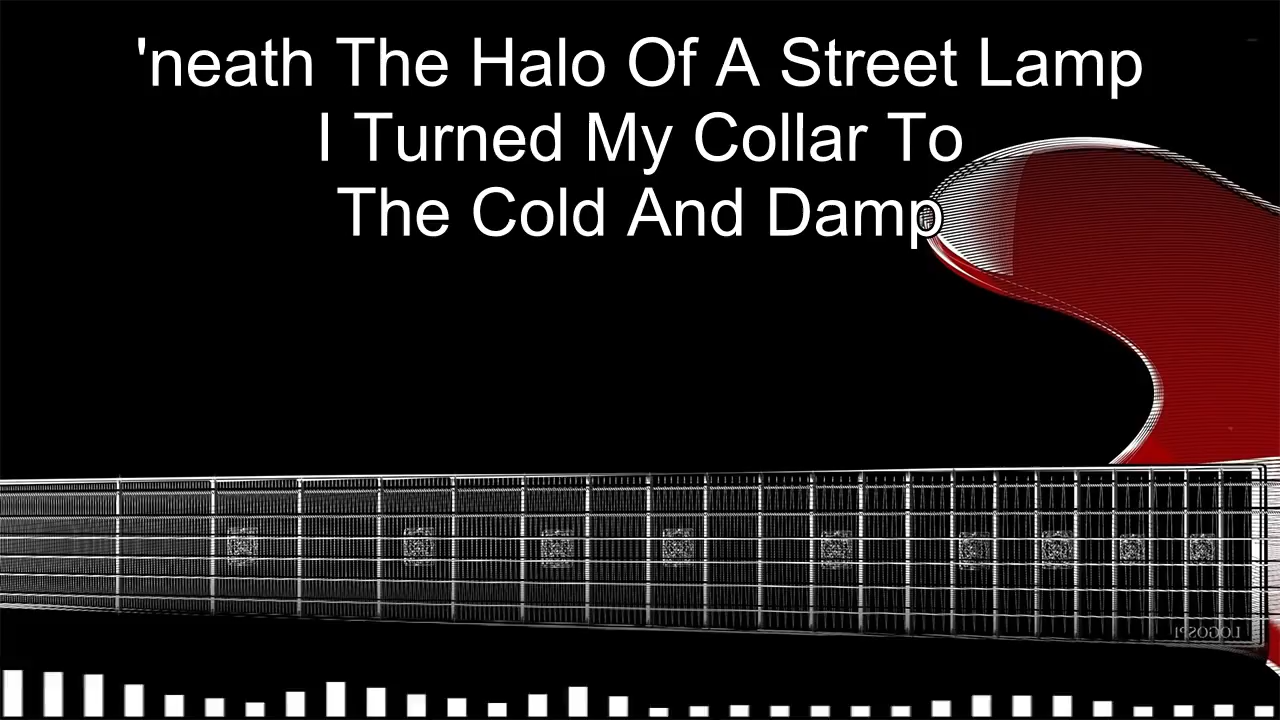 'neath The Halo Of A Street Lamp
I Turned My Collar To
The Cold And Damp